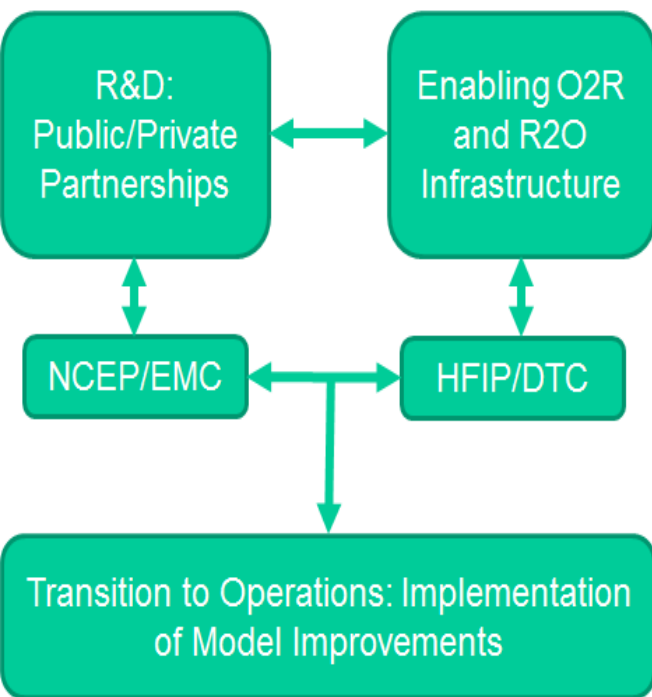 R&D:
Public/Private
Partnerships
Enabling O2R
and R2O
Infrastructure
NCEP/EMC
HFIP/DTC
Transition to Operations: Implementation
of Model Improvements